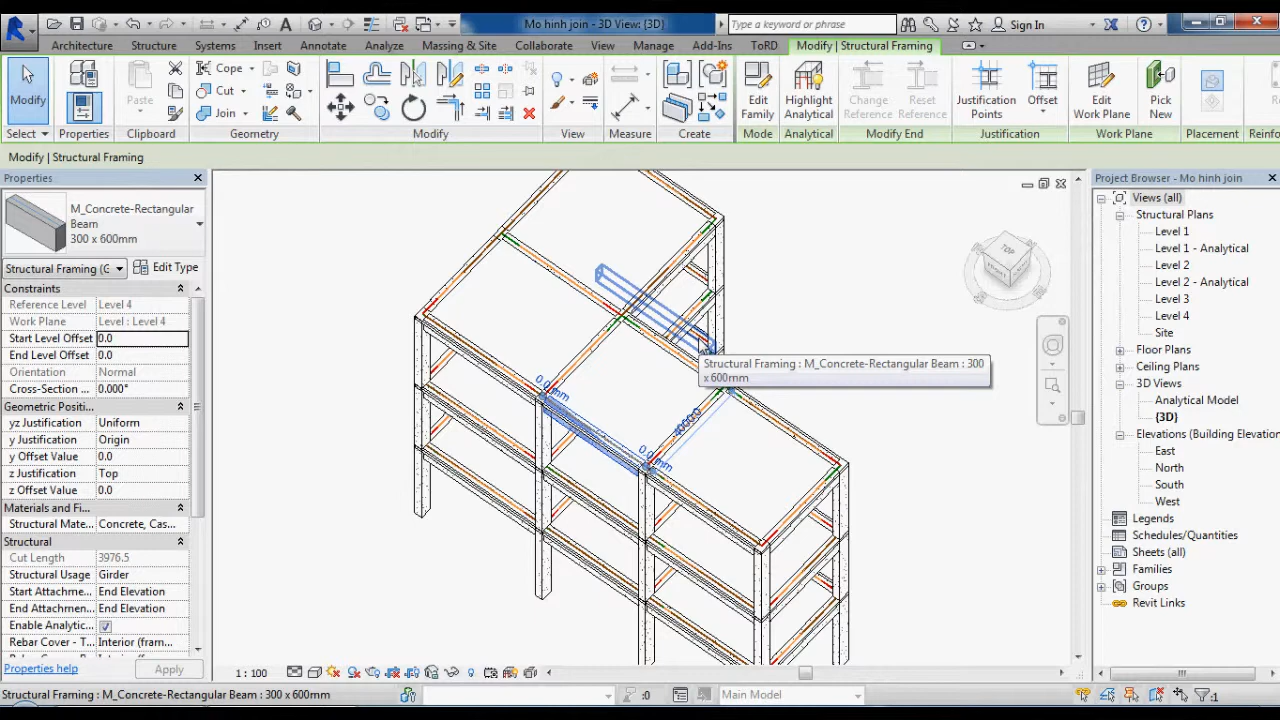 Mo hinh join - 3D View: {3D}
Type a keyword or phrase
Sign In
Architecture
Structure
Systems
Insert
Annotate
Analyze
Massing & Site
Collaborate
View
Manage
Add-Ins
ToRD
Modify | Structural Framing
Modify
Paste
Cope
Cut
Join
Edit
Family
Highlight
Analytical
Change
Reference
Reset
Reference
Justification
Points
Offset
Edit
Work Plane
Pick
New
Select
Properties
Clipboard
Geometry
Modify
View
Measure
Create
Mode
Analytical
Modify End
Justification
Work Plane
Placement
Reinfo
Modify | Structural Framing
Properties
M_Concrete-Rectangular
Beam
300 x 600mm
Structural Framing (G
Edit Type
Constraints
Reference Level Level 4
Work Plane Level : Level 4
Start Level Offset 0.0
End Level Offset 0.0
Orientation Normal
Cross-Section ... 0.000°
Geometric Positi...
yz Justification Uniform
y Justification Origin
y Offset Value 0.0
z Justification Top
z Offset Value 0.0
Materials and Fi...
Structural Mate... Concrete, Cas...
Structural
Cut Length 3976.5
Structural Usage Girder
Start Attachme... End Elevation
End Attachme... End Elevation
Enable Analytic...
Rebar Cover - T... Interior (fram...
Properties help
Apply
0.0 mm
0.0 mm
4000.0
TOP
FRONT
Structural Framing : M_Concrete-Rectangular Beam : 300
x 600mm
Project Browser - Mo hinh join
Views (all)
Structural Plans
Level 1
Level 1 - Analytical
Level 2
Level 2 - Analytical
Level 3
Level 4
Site
Floor Plans
Ceiling Plans
3D Views
Analytical Model
{3D}
Elevations (Building Elevation
East
North
South
West
Legends
Schedules/Quantities
Sheets (all)
Families
Groups
Revit Links
1 : 100
Structural Framing : M_Concrete-Rectangular Beam : 300 x 600mm
:0
Main Model
:1